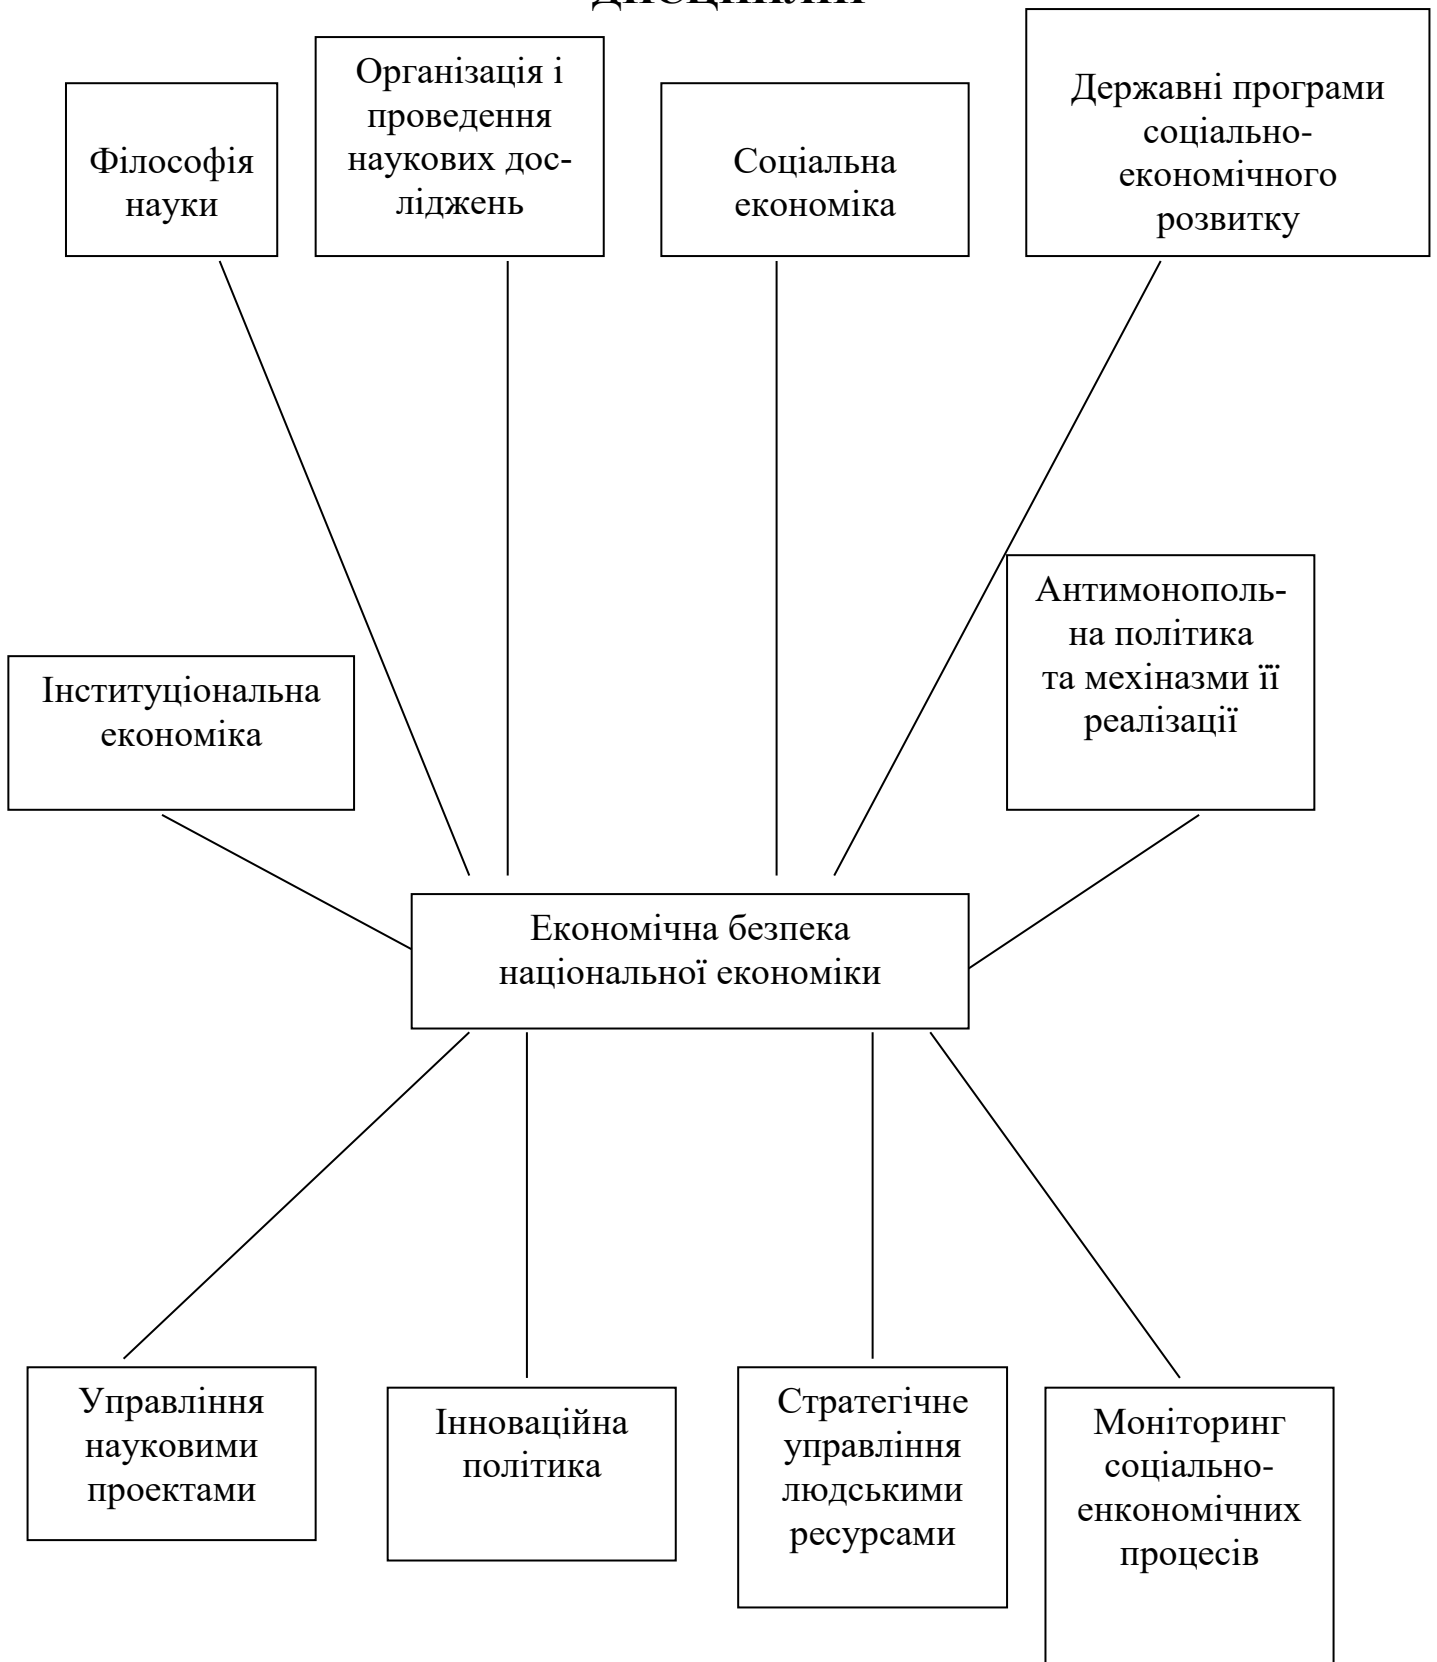 Організація і
проведення
наукових дос-
ліджень
Філософія
науки
Соціальна
економіка
Державні програми
соціально-
економічного
розвитку
Антимонополь-
на політика
та мехіназми її
реалізації
Інституціональна
економіка
Економічна безпека
національної економіки
Управління
науковими
проектами
Інноваційна
політика
Стратегічне
управління
людськими
ресурсами
Моніторинг
соціально-
енкономічних
процесів